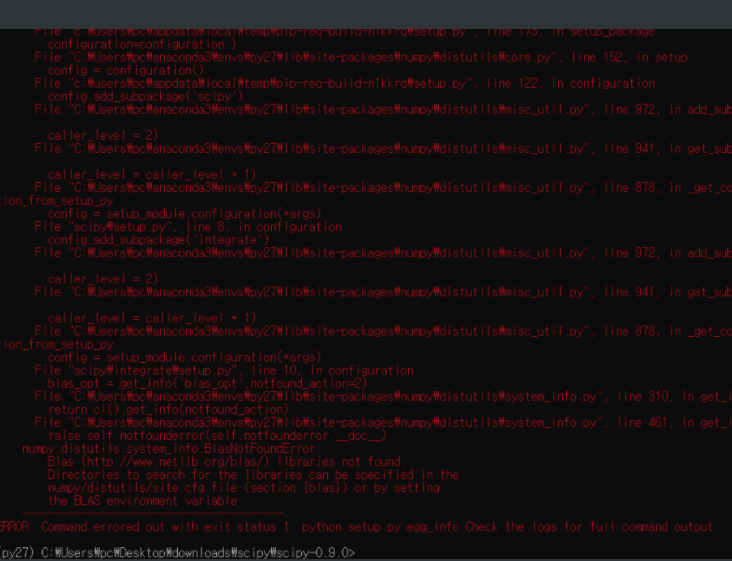 File "c:₩users₩pc₩appdata₩local₩temp₩pip-req-build-n1kkrq₩setup.py", line 173, in setup_package
configuration=configuration )
File "C:₩Users₩pc₩anaconda3₩envs₩py27₩lib₩site-packages₩numpy₩distutils₩core.py", line 152, in setup
config = configuration()
File "c:₩users₩pc₩appdata₩local₩temp₩pip-req-build-n1kkrq₩setup.py", line 122, in configuration
config.add_subpackage('scipy')
File "C:₩Users₩pc₩anaconda3₩envs₩py27₩lib₩site-packages₩numpy₩distutils₩misc_util.py", line 972, in add_sub
caller_level = 2)
File "C:₩Users₩pc₩anaconda3₩envs₩py27₩lib₩site-packages₩numpy₩distutils₩misc_util.py", line 941, in get_sub
caller_level = caller_level + 1)
File "C:₩Users₩pc₩anaconda3₩envs₩py27₩lib₩site-packages₩numpy₩distutils₩misc_util.py", line 878, in _get_co
tion_from_setup_py
config = setup_module.configuration(*args)
File "scipy₩setup.py", line 8, in configuration
config.add_subpackage('integrate')
File "C:₩Users₩pc₩anaconda3₩envs₩py27₩lib₩site-packages₩numpy₩distutils₩misc_util.py", line 972, in add_sub
caller_level = 2)
File "C:₩Users₩pc₩anaconda3₩envs₩py27₩lib₩site-packages₩numpy₩distutils₩misc_util.py", line 941, in get_sub
caller_level = caller_level + 1)
File "C:₩Users₩pc₩anaconda3₩envs₩py27₩lib₩site-packages₩numpy₩distutils₩misc_util.py", line 878, in _get_co
tion_from_setup_py
config = setup_module.configuration(*args)
File "scipy₩integrate₩setup.py", line 10, in configuration
blas_opt = get_info('blas_opt',notfound_action=2)
File "C:₩Users₩pc₩anaconda3₩envs₩py27₩lib₩site-packages₩numpy₩distutils₩system_info.py", line 310, in get_i
return cl().get_info(notfound_action)
File "C:₩Users₩pc₩anaconda3₩envs₩py27₩lib₩site-packages₩numpy₩distutils₩system_info.py", line 461, in get_i
raise self.notfounderror(self.notfounderror.__doc__)
numpy.distutils.system_info.BlasNotFoundError:
Blas (http://www.netlib.org/blas/) libraries not found.
Directories to search for the libraries can be specified in the
numpy/distutils/site.cfg file (section [blas]) or by setting
the BLAS environment variable.
----------------------------------------
ERROR: Command errored out with exit status 1: python setup.py egg_info Check the logs for full command output.
(py27) C:₩Users₩pc₩Desktop₩downloads₩scipy₩scipy-0.9.0>